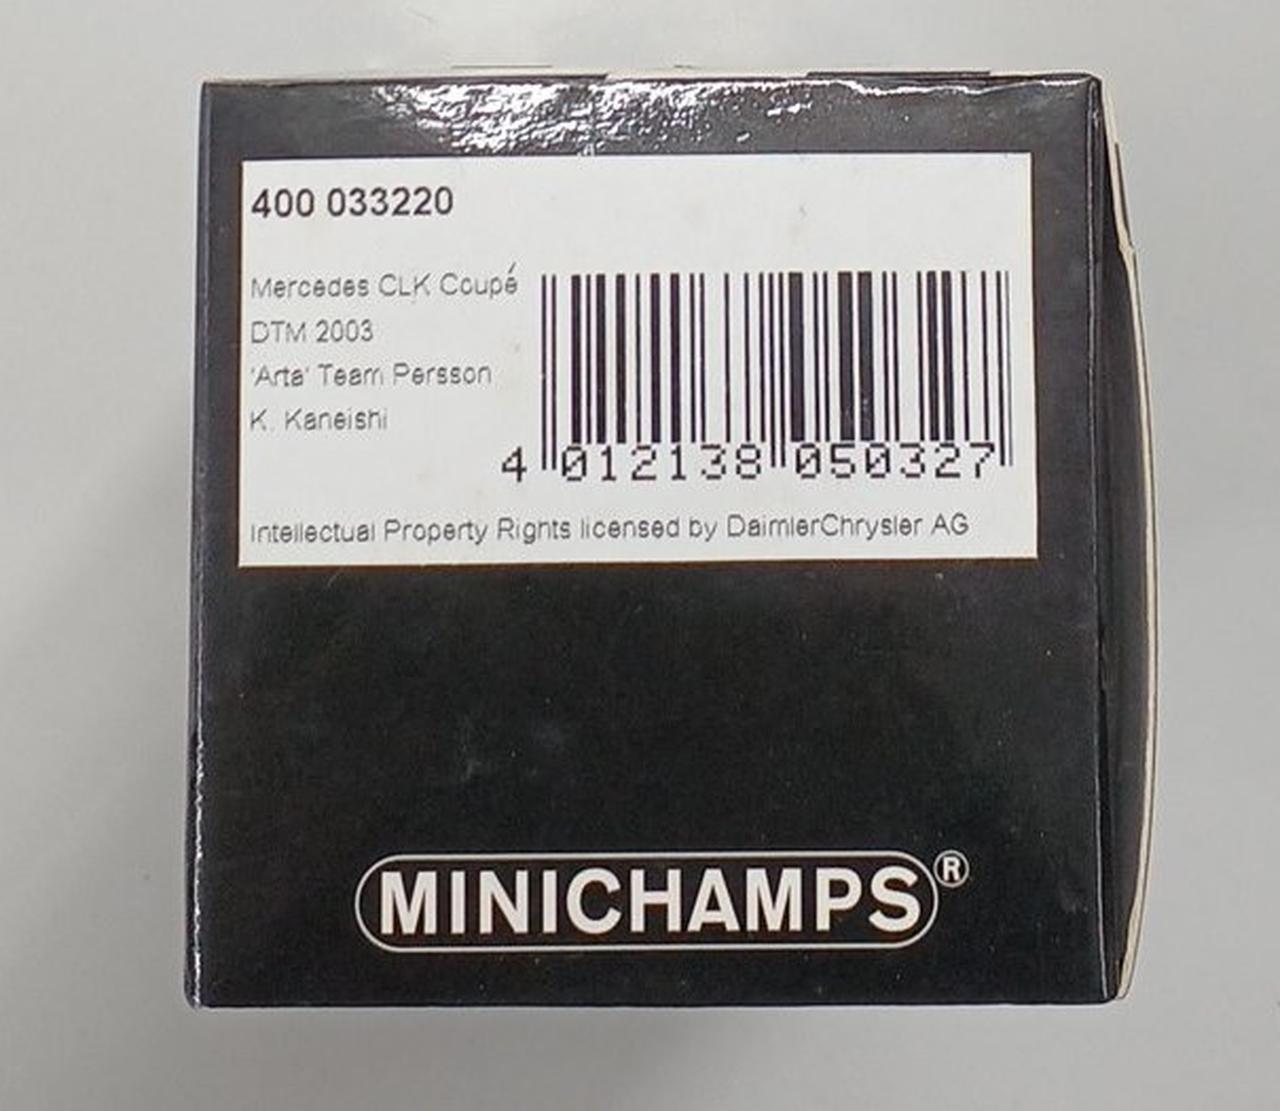 400 033220
Mercedes CLK Coupé
DTM 2003
'Arta' Team Persson
K. Kaneishi
4 012138 050327
Intellectual Property Rights licensed by DaimlerChrysler AG
MINICHAMPS®